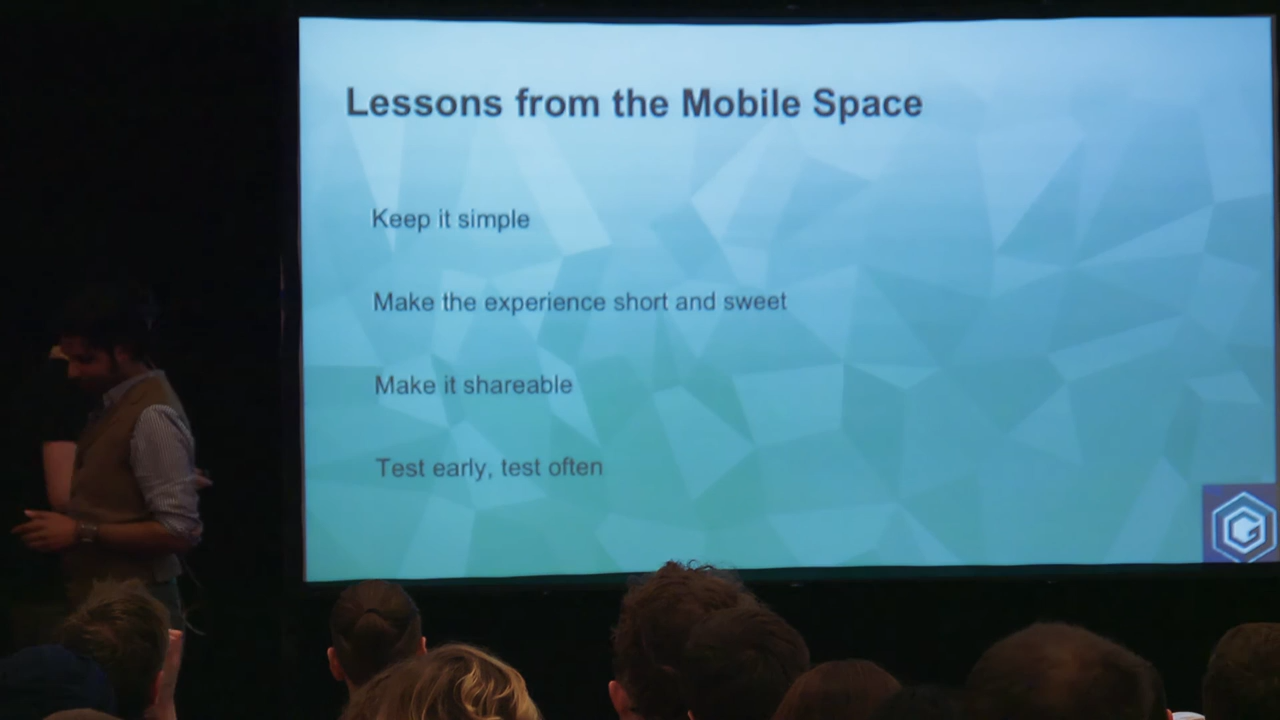 Lessons from the Mobile Space
Keep it simple
Make the experience short and sweet
Make it shareable
Test early, test often